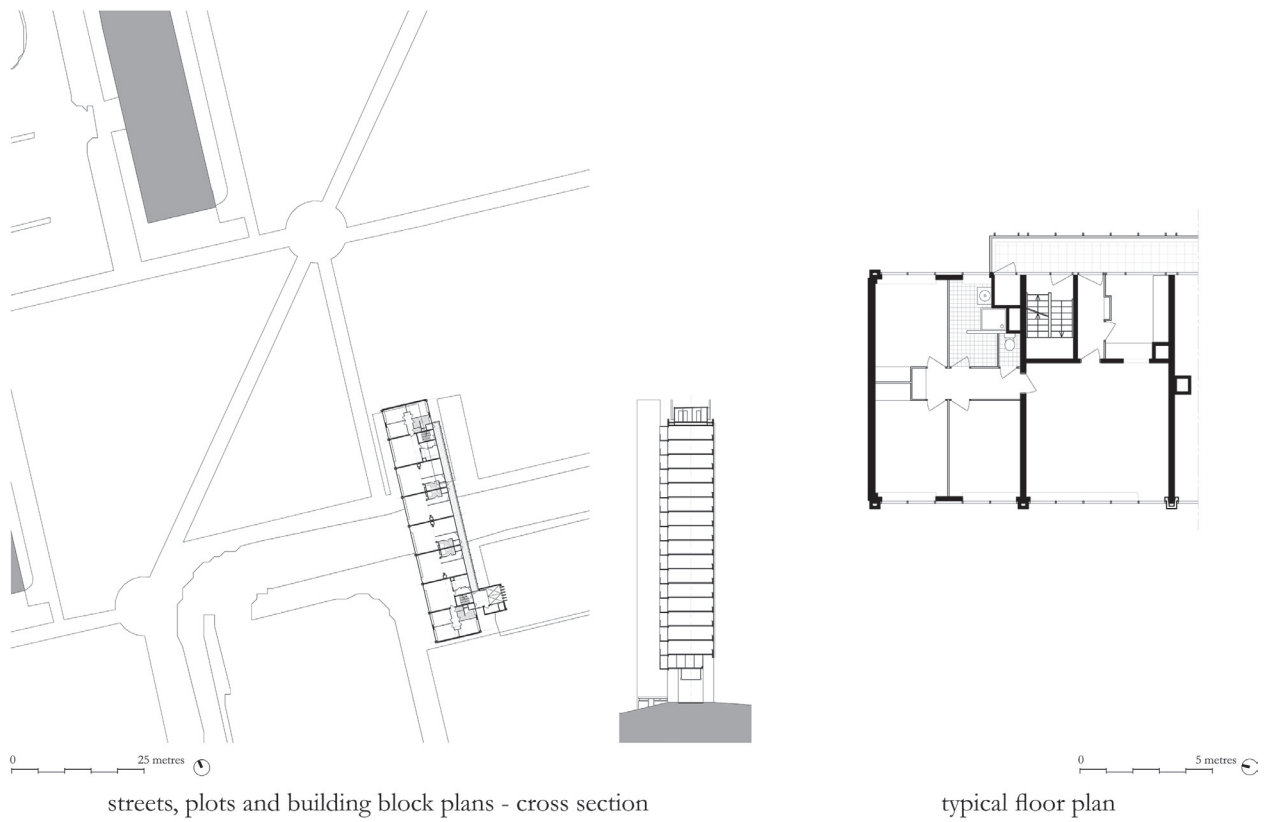 0 25 metres
0 5 metres
streets, plots and building block plans - cross section
typical floor plan